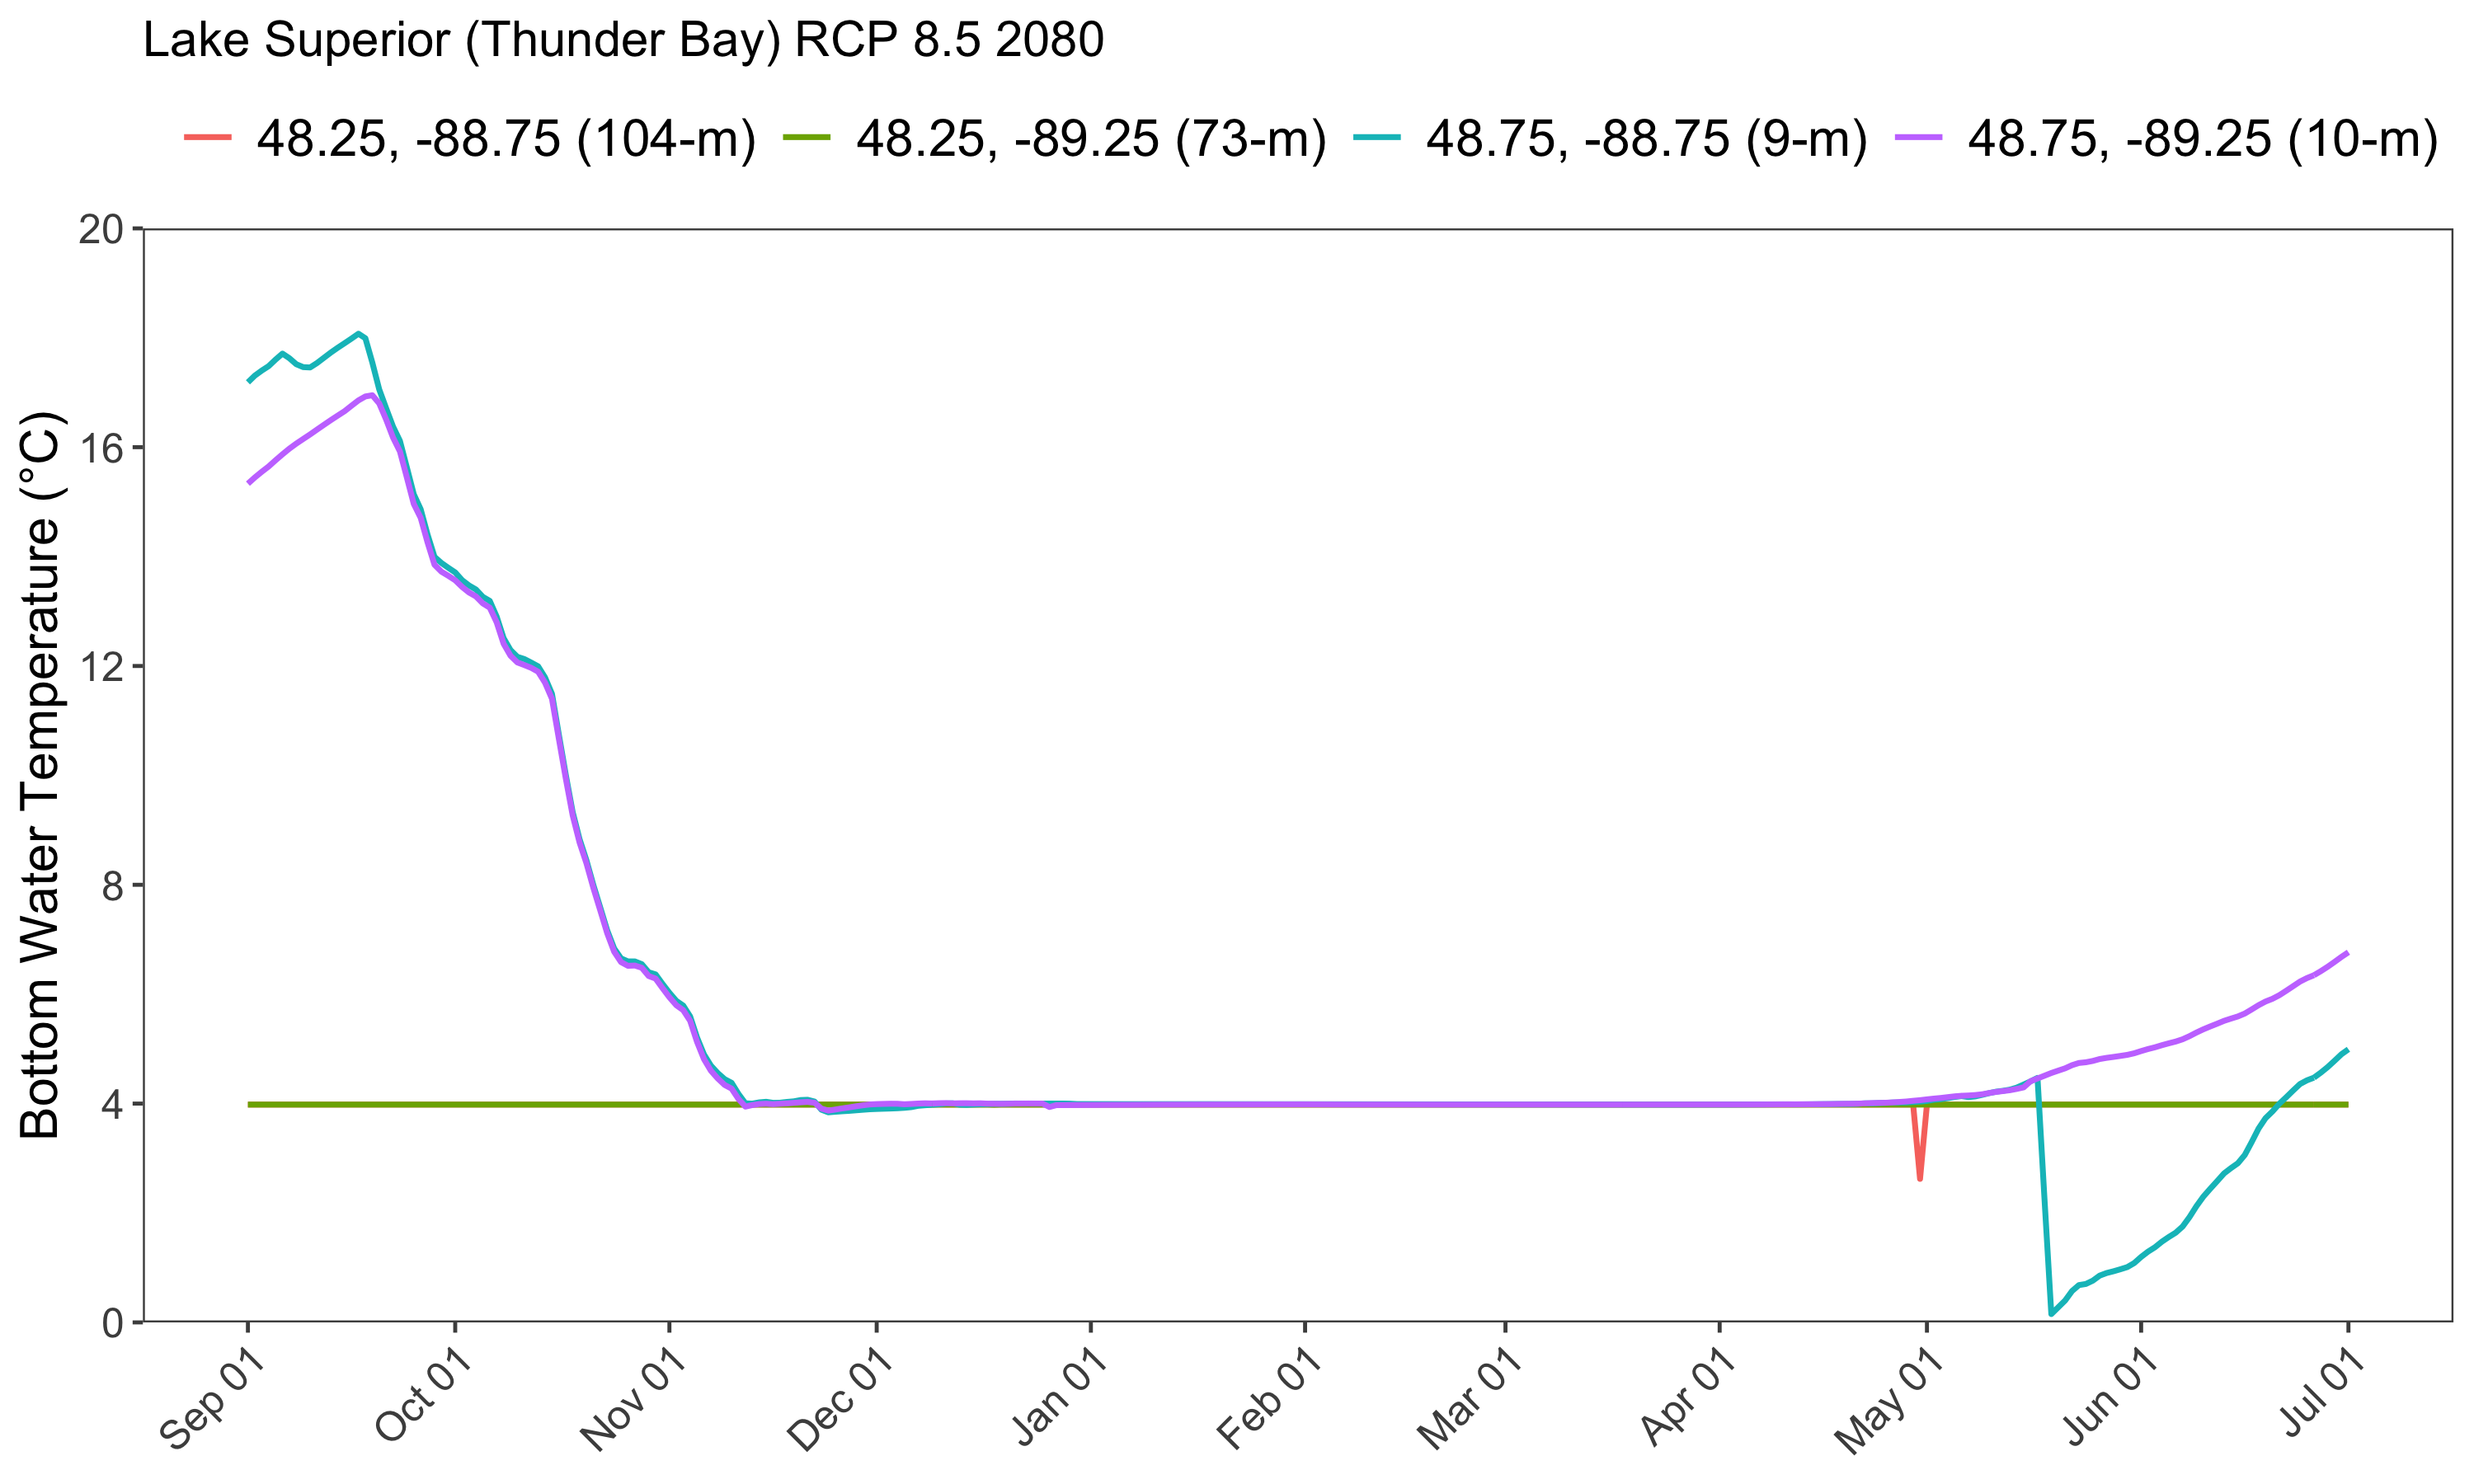 Lake Superior (Thunder Bay) RCP 8.5 2080
48.25, -88.75 (104-m) 48.25, -89.25 (73-m) 48.75, -88.75 (9-m) 48.75, -89.25 (10-m)
Bottom Water Temperature (°C)
20
16
12
8
4
0
Sep 01 Oct 01 Nov 01 Dec 01 Jan 01 Feb 01 Mar 01 Apr 01 May 01 Jun 01 Jul 01